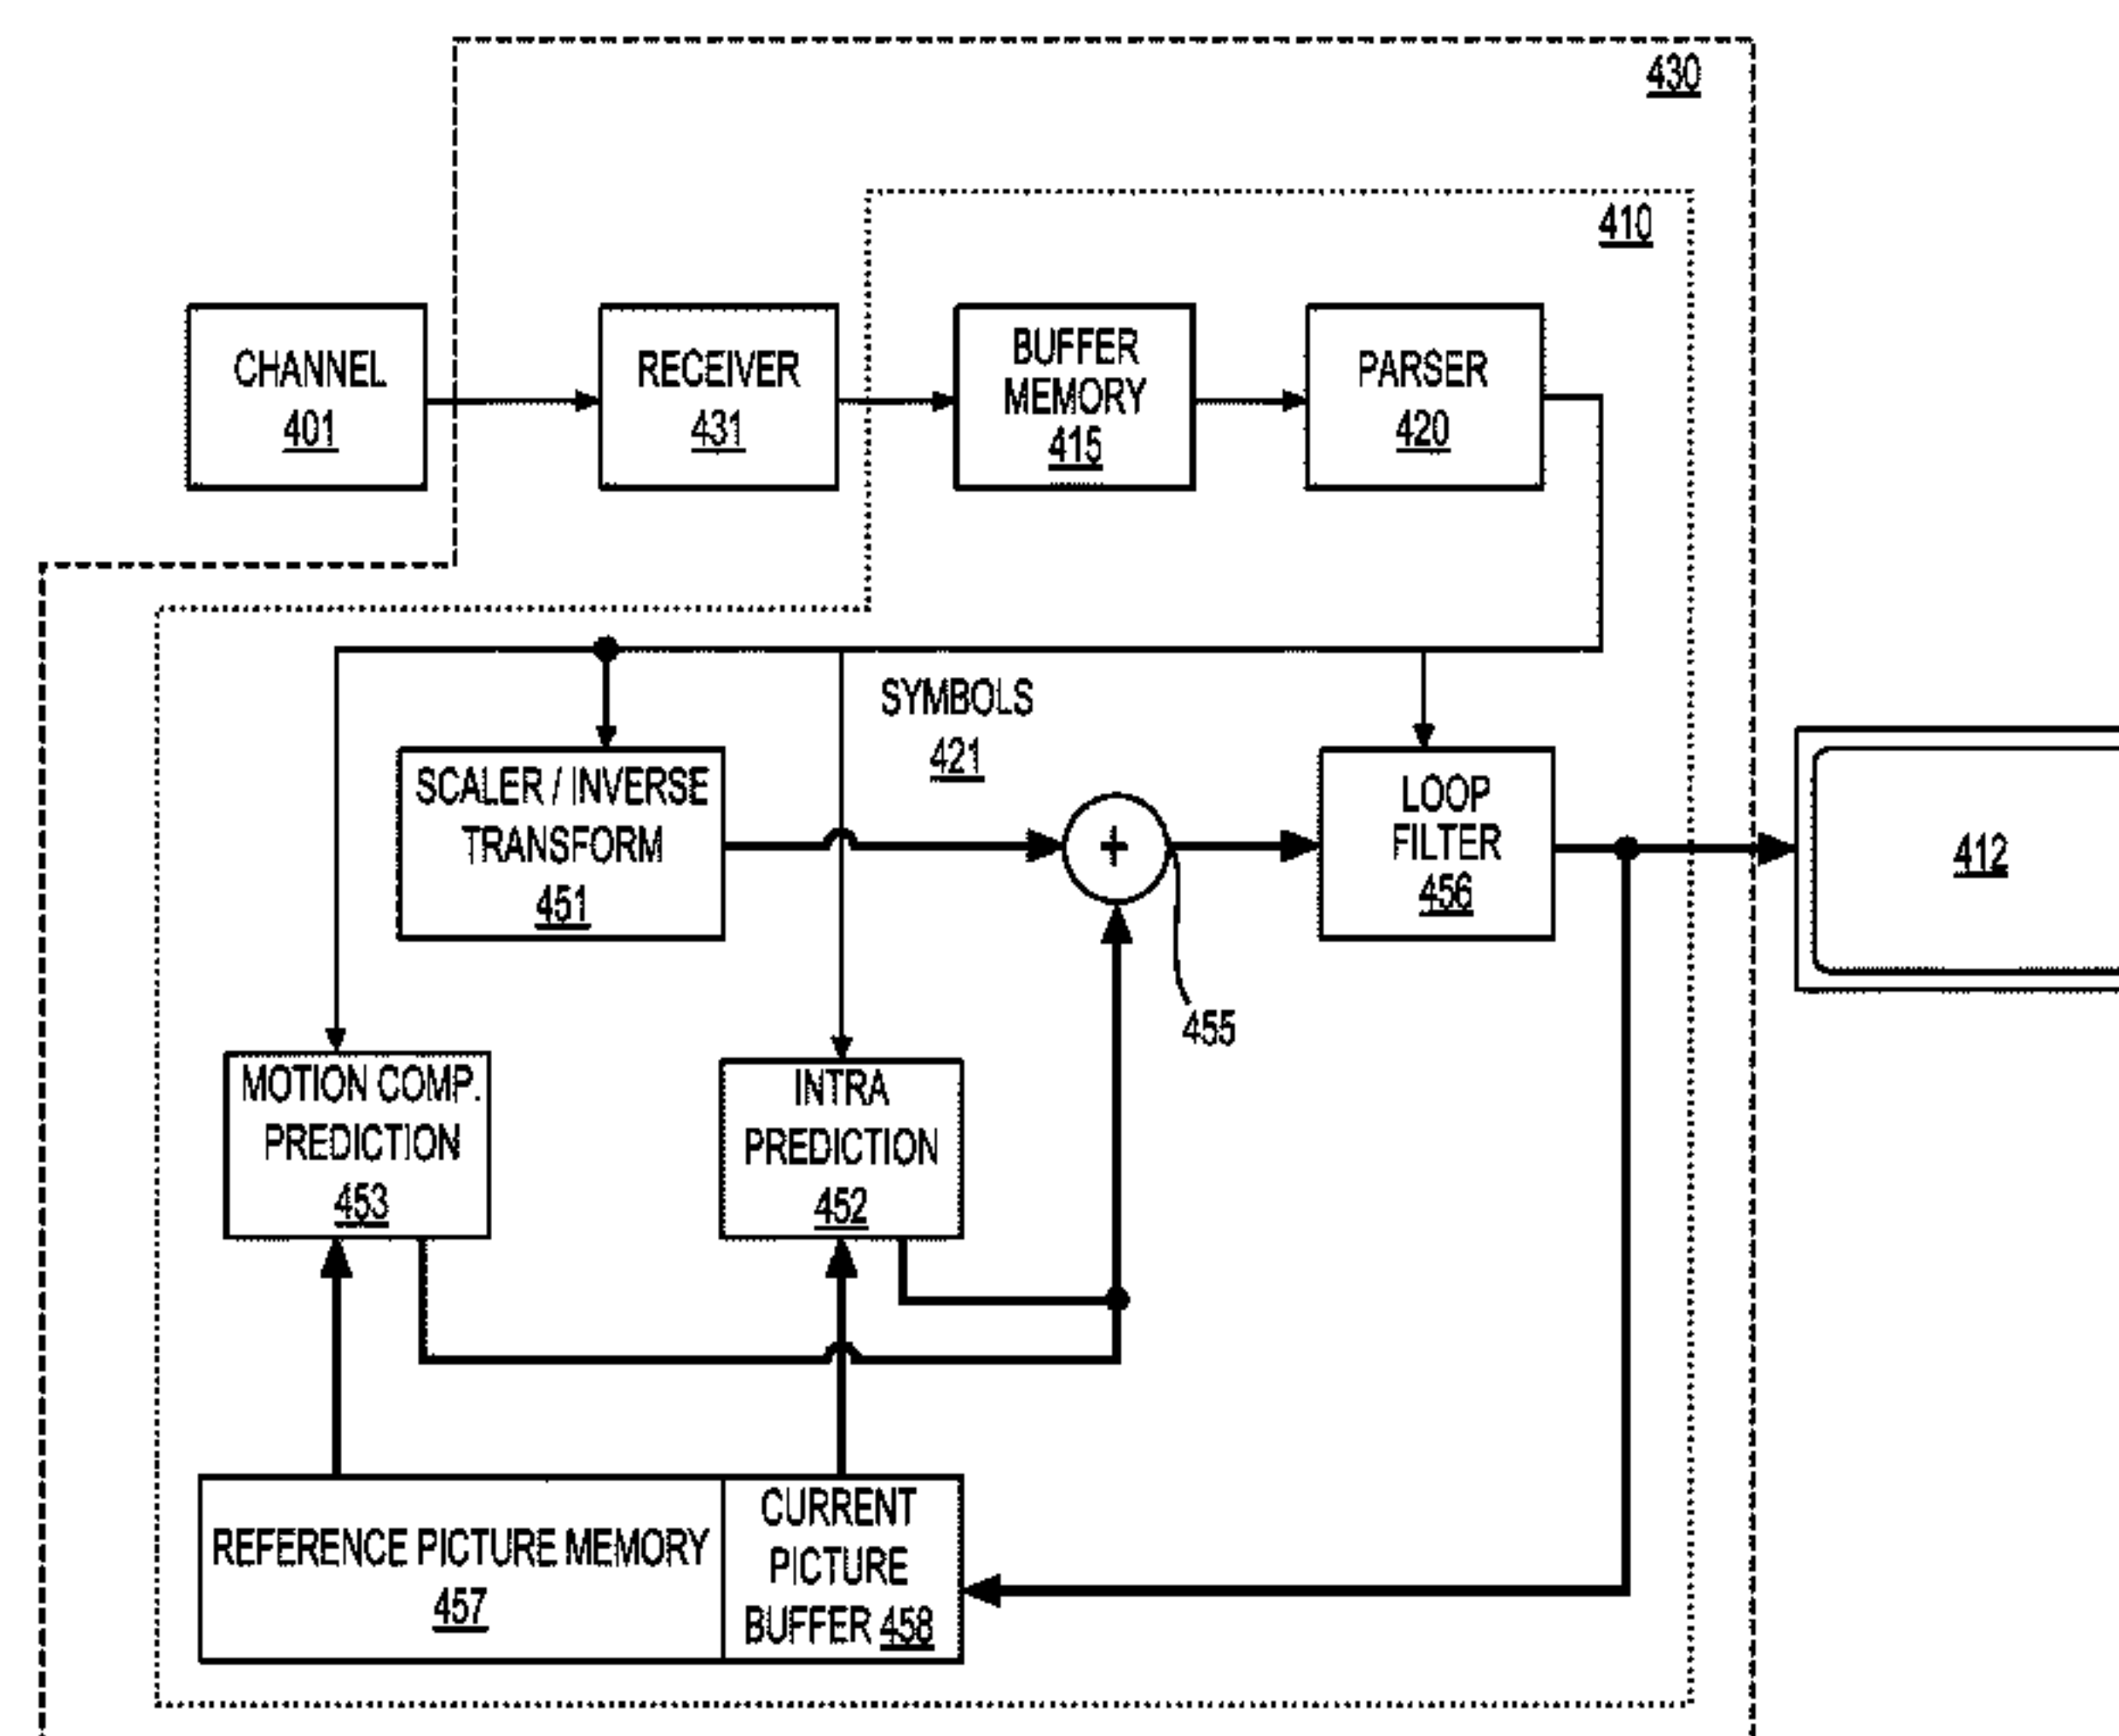 430
410
CHANNEL
401
RECEIVER
431
BUFFER
MEMORY
415
PARSER
420
SYMBOLS
421
SCALER / INVERSE
TRANSFORM
451
+
455
LOOP
FILTER
456
412
MOTION COMP.
PREDICTION
453
INTRA
PREDICTION
452
REFERENCE PICTURE MEMORY
457
CURRENT
PICTURE
BUFFER 458